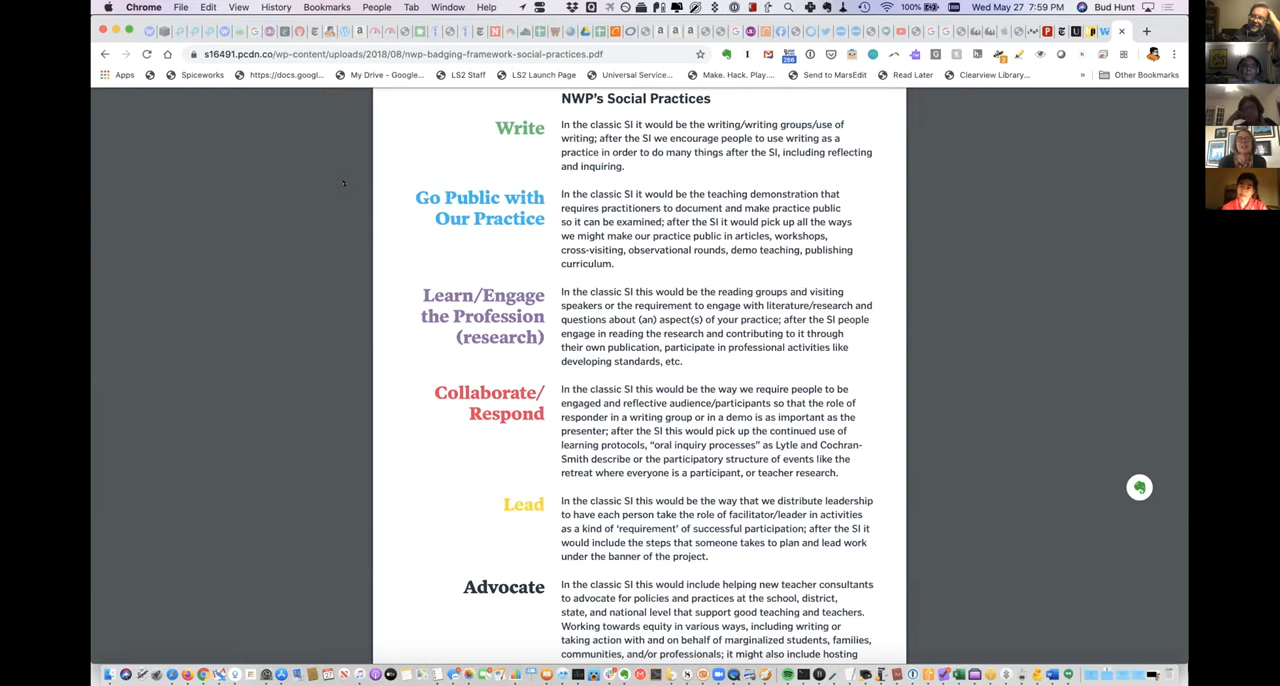 Chrome File Edit View History Bookmarks People Tab Window Help 100% Wed May 27 7:59 PM Bud Hunt
s16491.pcdn.co/wp-content/uploads/2018/08/nwp-badging-framework-social-practices.pdf
Apps Spiceworks https://docs.googl... My Drive - Google... LS2 Staff LS2 Launch Page Universal Service... Make. Hack. Play.... Send to MarsEdit Read Later Clearview Library... » Other Bookmarks
NWP's Social Practices
Write
In the classic SI it would be the writing/writing groups/use of
writing; after the SI we encourage people to use writing as a
practice in order to do many things after the SI, including reflecting
and inquiring.
Go Public with
Our Practice
In the classic SI it would be the teaching demonstration that
requires practitioners to document and make practice public
so it can be examined; after the SI it would pick up all the ways
we might make our practice public in articles, workshops,
cross-visiting, observational rounds, demo teaching, publishing
curriculum.
Learn/Engage
the Profession
(research)
In the classic SI this would be the reading groups and visiting
speakers or the requirement to engage with literature/research and
questions about (an) aspect(s) of your practice; after the SI people
engage in reading the research and contributing to it through
their own publication, participate in professional activities like
developing standards, etc.
Collaborate/
Respond
In the classic SI this would be the way we require people to be
engaged and reflective audience/participants so that the role of
responder in a writing group or in a demo is as important as the
presenter; after the SI this would pick up the continued use of
learning protocols, “oral inquiry processes” as Lytle and Cochran-
Smith describe or the participatory structure of events like the
retreat where everyone is a participant, or teacher research.
Lead
In the classic SI this would be the way that we distribute leadership
to have each person take the role of facilitator/leader in activities
as a kind of ‘requirement’ of successful participation; after the SI it
would include the steps that someone takes to plan and lead work
under the banner of the project.
Advocate
In the classic SI this would include helping new teacher consultants
to advocate for policies and practices at the school, district,
state, and national level that support good teaching and teachers.
Working towards equity in various ways, including writing or
taking action with and on behalf of marginalized students, families,
communities, and/or professionals; it might also include hosting